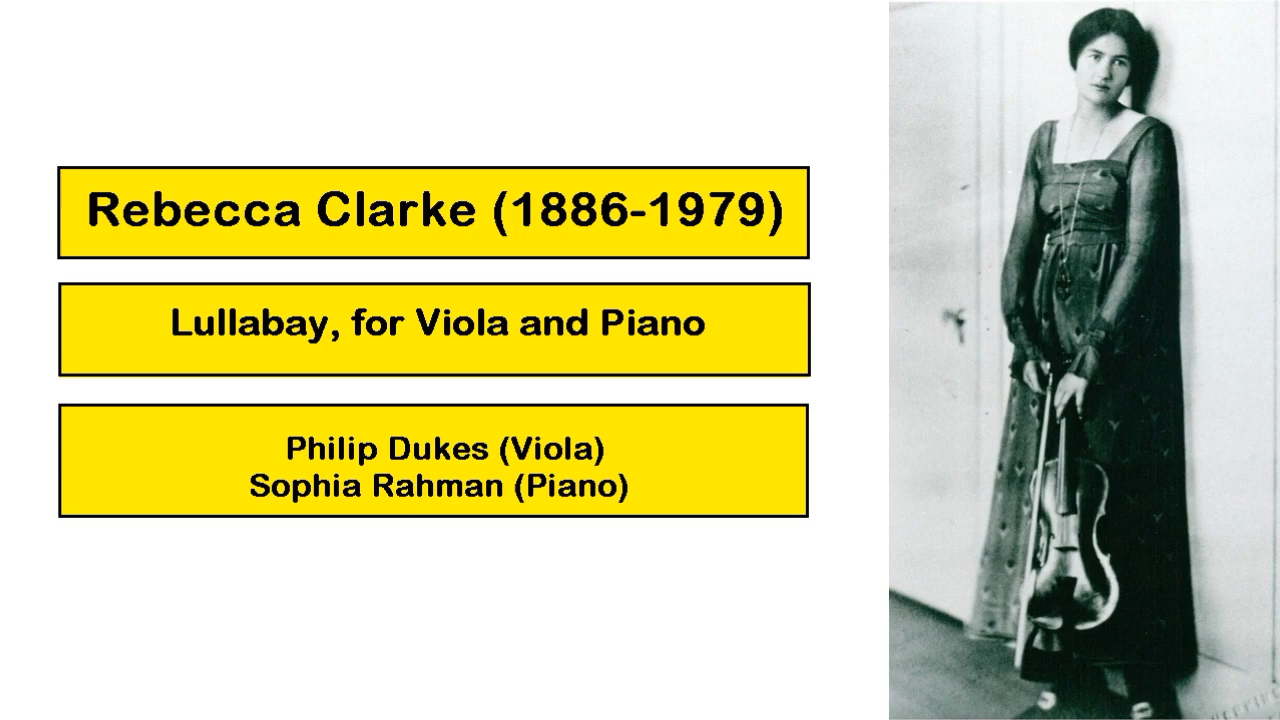 Rebecca Clarke (1886-1979)
Lullabay, for Viola and Piano
Philip Dukes (Viola)
Sophia Rahman (Piano)